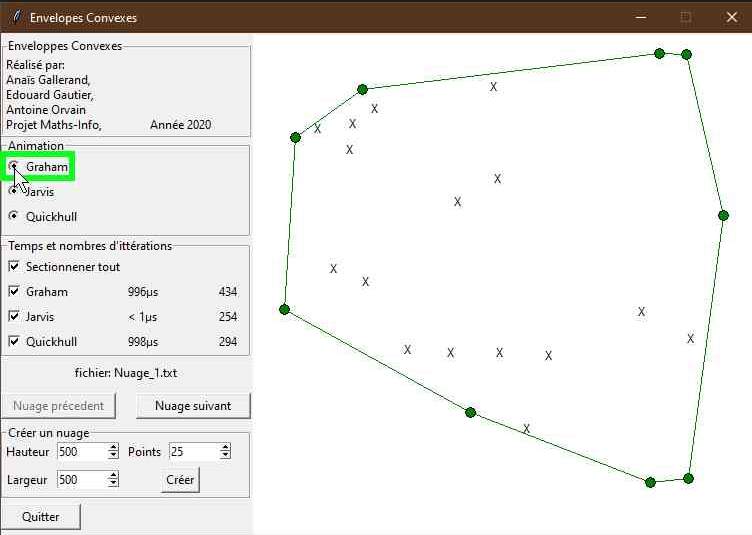 Envelopes Convexes
Enveloppes Convexes
Réalisé par:
Anaïs Gallerand,
Edouard Gautier,
Antoine Orvain
Projet Maths-Info, Année 2020
Animation
Graham
Jarvis
Quickhull
Temps et nombres d'ittérations
Sectionnener tout
Graham 996µs 434
Jarvis < 1µs 254
Quickhull 998µs 294
fichier: Nuage_1.txt
Nuage précedent Nuage suivant
Créer un nuage
Hauteur 500 Points 25
Largeur 500 Créer
Quitter